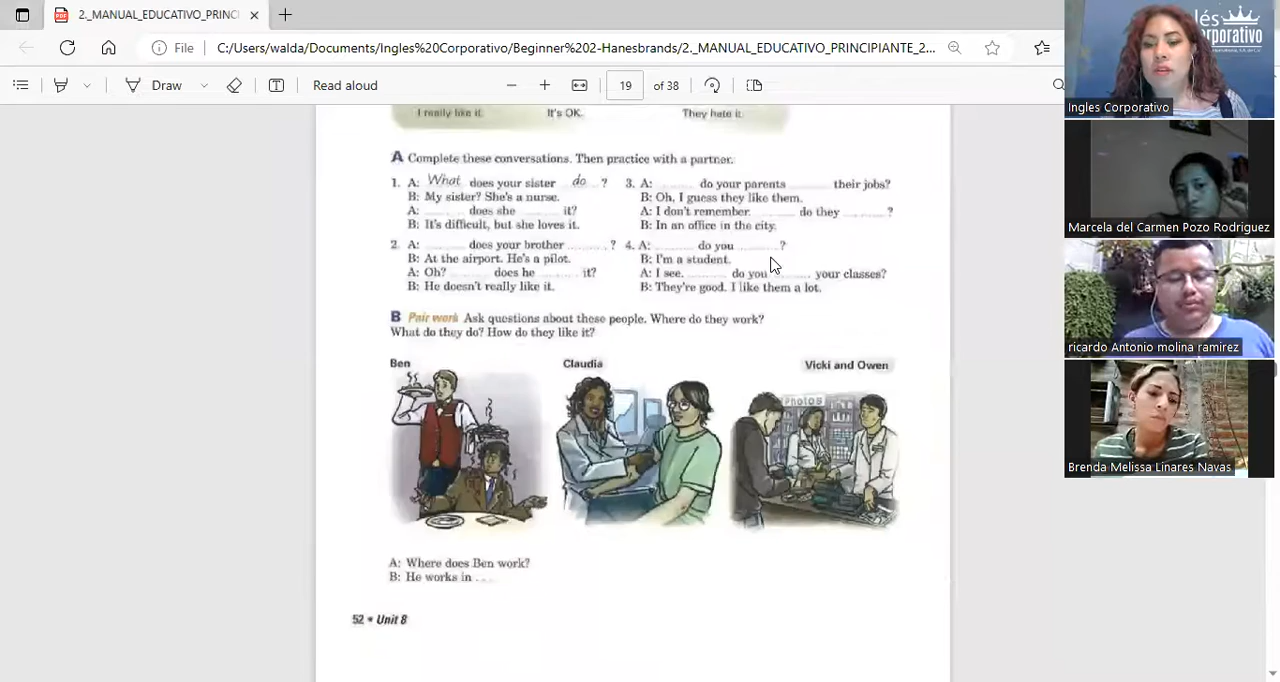 2._MANUAL_EDUCATIVO_PRINCI
File
C:/Users/walda/Documents/Ingles%20Corporativo/Beginner%202-Hanesbrands/2._MANUAL_EDUCATIVO_PRINCIPIANTE_2...
Draw
Read aloud
19
of 38
lés
rporativo
Ingles Corporativo
Marcela del Carmen Pozo Rodriguez
ricardo Antonio molina ramirez
Brenda Melissa Linares Navas
I really like it.
It's OK.
They hate it.
A Complete these conversations. Then practice with a partner.
1. A: What does your sister do ?
B: My sister? She's a nurse.
A: ........ does she ........ it?
B: It's difficult, but she loves it.
2. A: ........ does your brother ........ ?
B: At the airport. He's a pilot.
A: Oh? ........ does he ........ it?
B: He doesn't really like it.
3. A: ........ do your parents ........ their jobs?
B: Oh, I guess they like them.
A: I don't remember. ........ do they ........ ?
B: In an office in the city.
4. A: ........ do you ........ ?
B: I'm a student.
A: I see. ........ do you ........ your classes?
B: They're good. I like them a lot.
B Pair work Ask questions about these people. Where do they work?
What do they do? How do they like it?
Ben
Claudia
Vicki and Owen
Photos
A: Where does Ben work?
B: He works in ....
52 • Unit 8